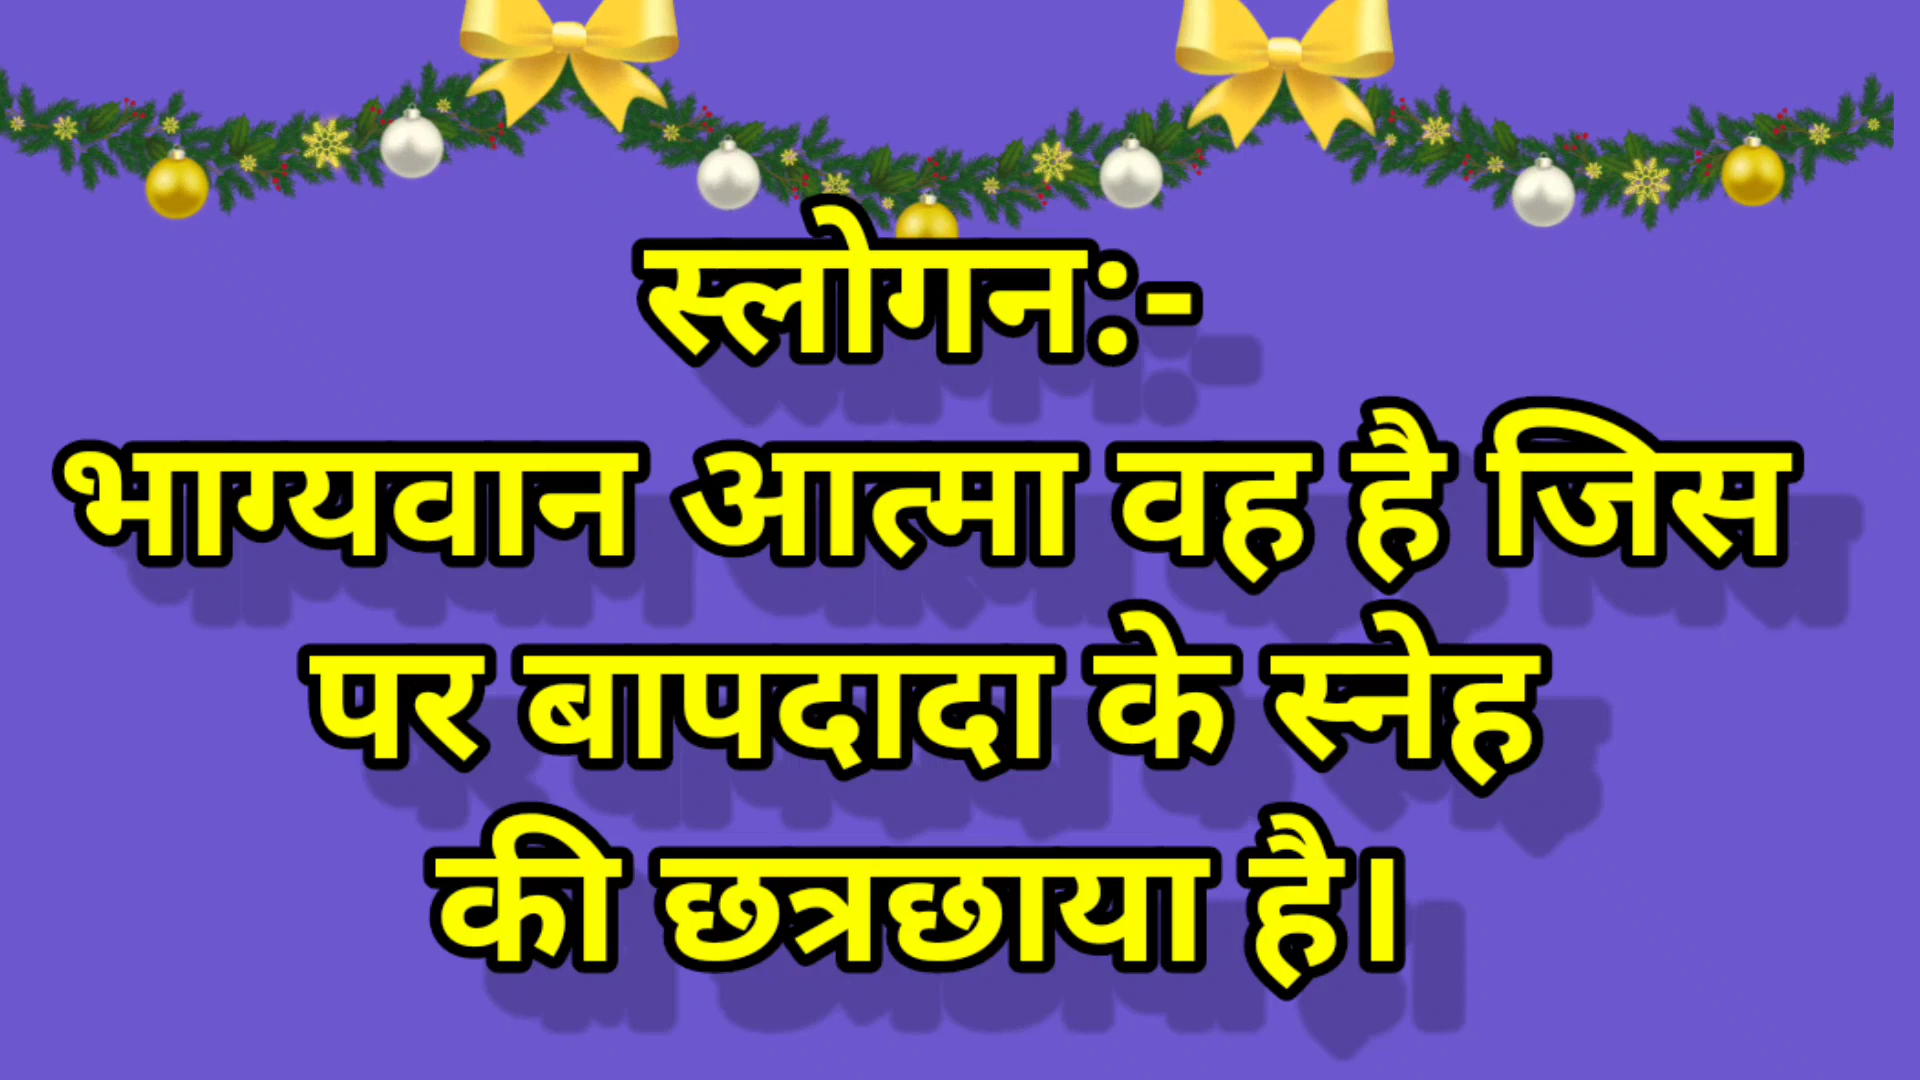 स्लोगन:-
भाग्यवान आत्मा वह है जिस
पर बापदादा के स्नेह
की छत्रछाया है।